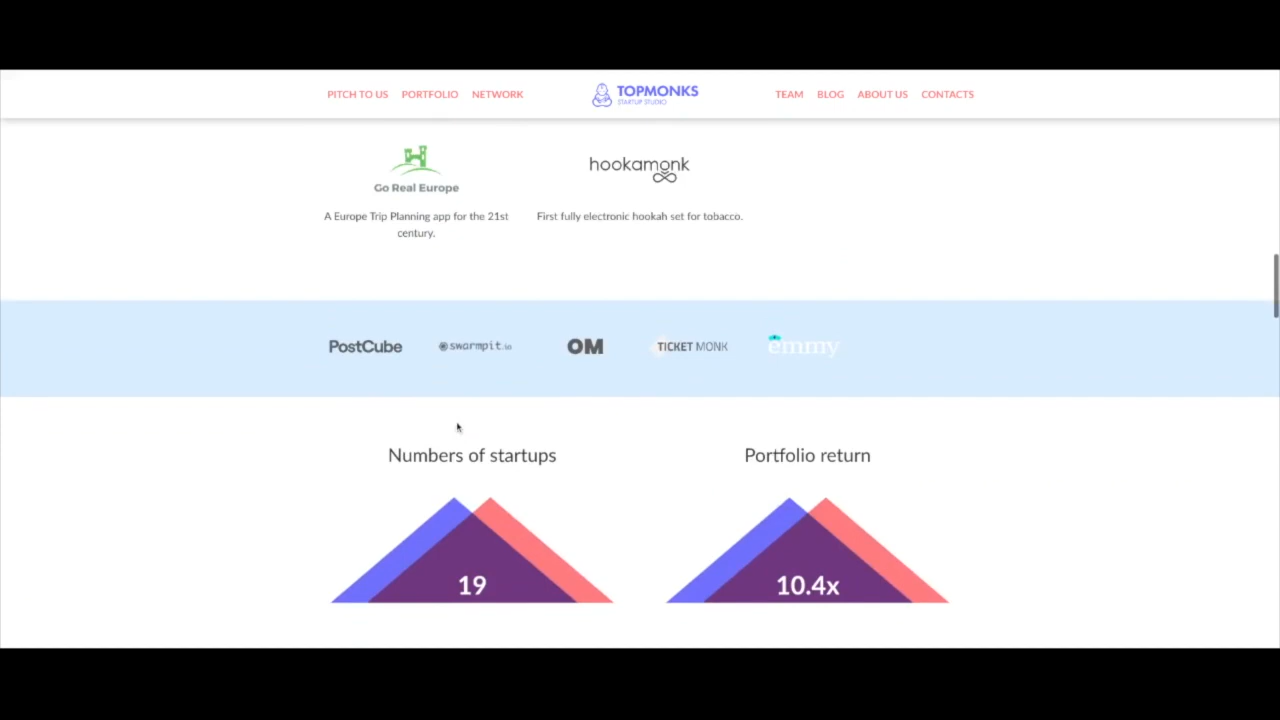 PITCH TO US PORTFOLIO NETWORK TOPMONKS STARTUP STUDIO TEAM BLOG ABOUT US CONTACTS
Go Real Europe
hookamonk
A Europe Trip Planning app for the 21st century.
First fully electronic hookah set for tobacco.
PostCube swarmpit.io OM TICKET MONK emmy
Numbers of startups
Portfolio return
19
10.4x